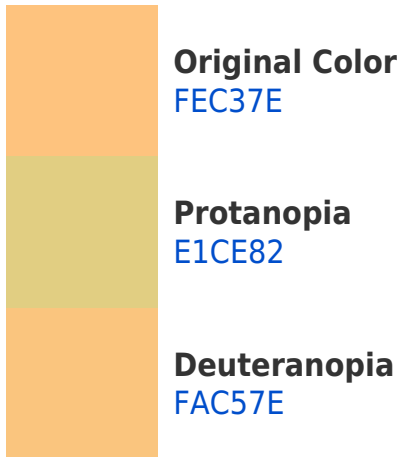 Original Color
FEC37E
Protanopia
E1CE82
Deuteranopia
FAC57E